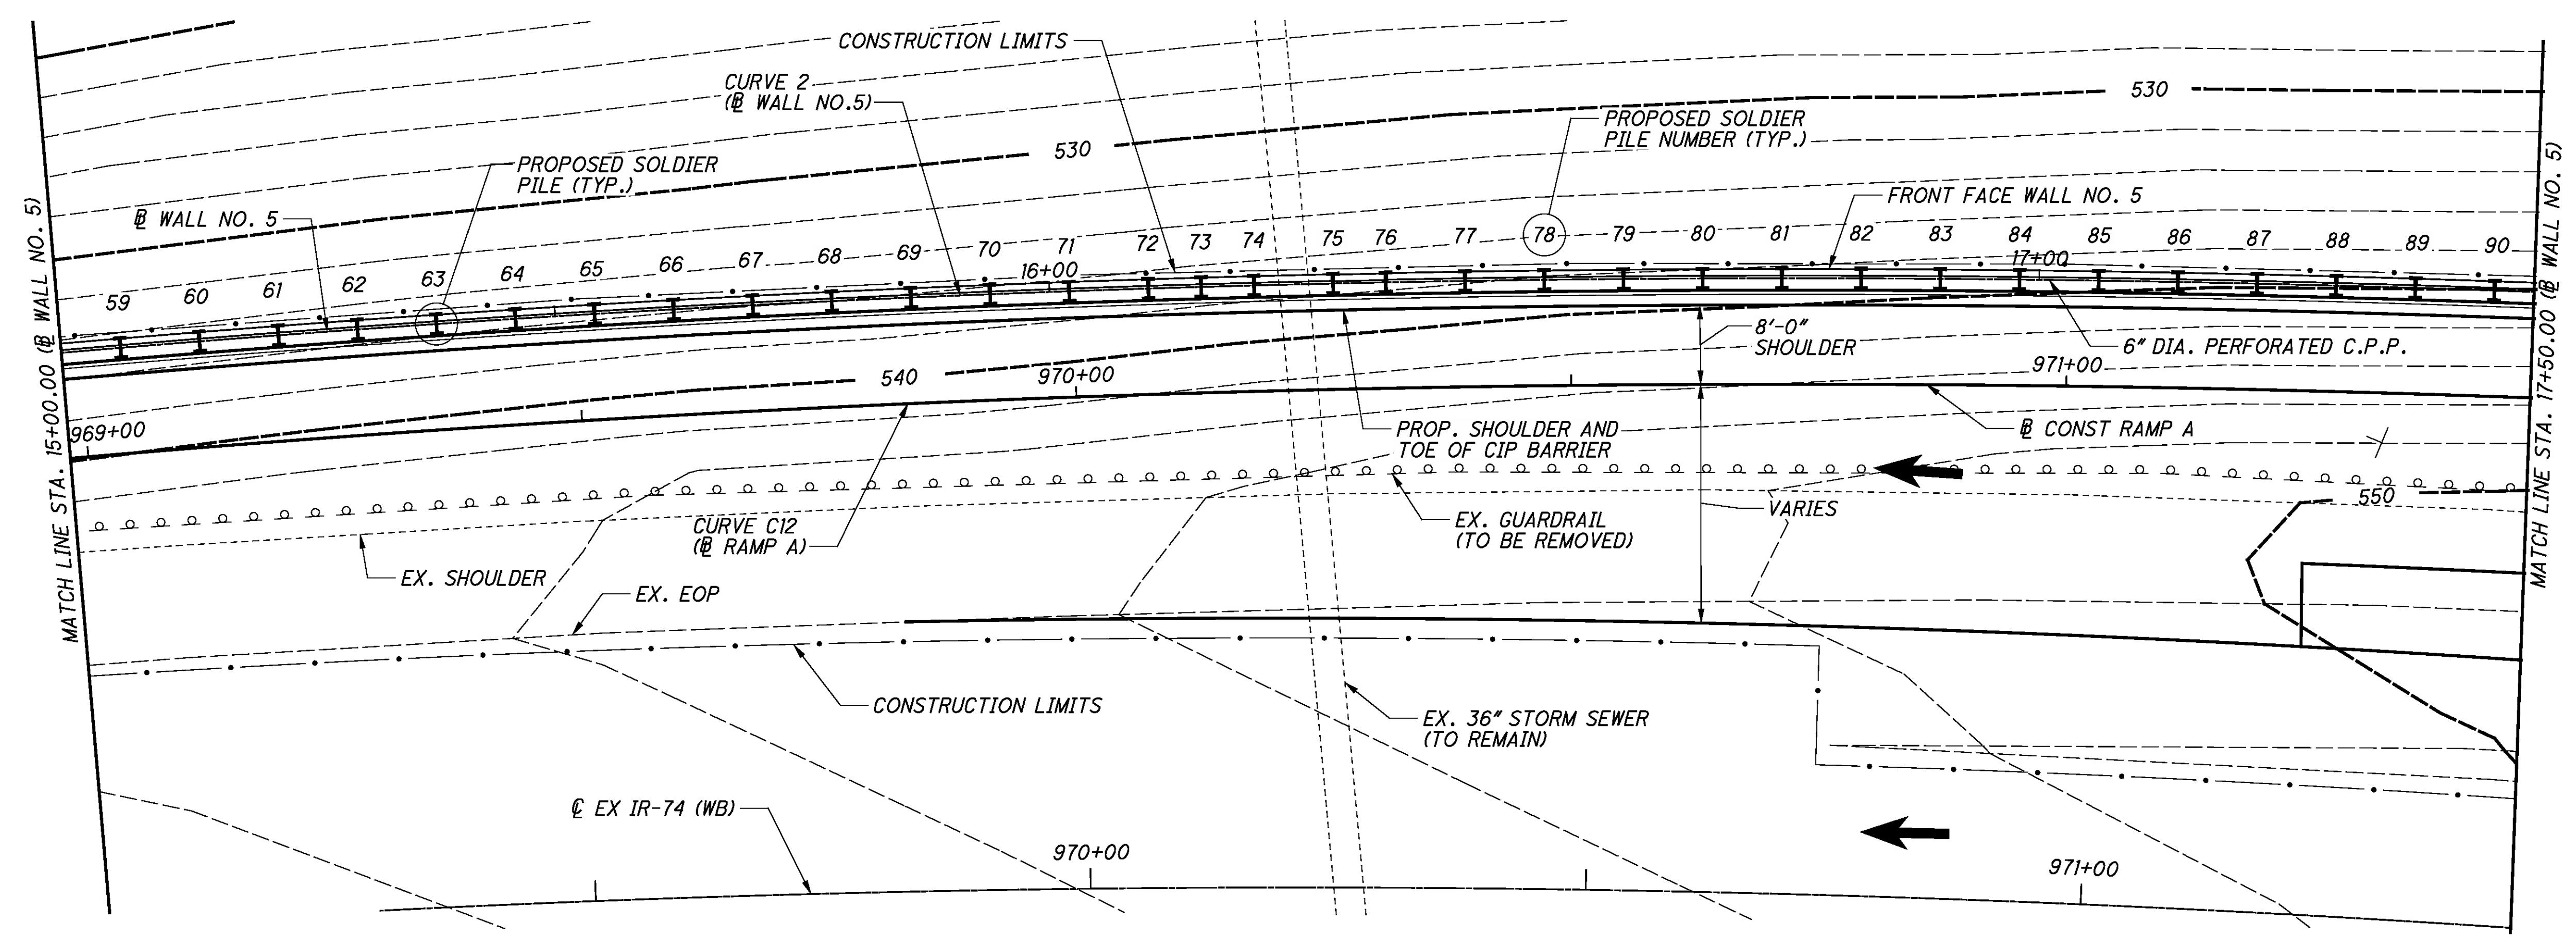 CONSTRUCTION LIMITS
CURVE 2
(℄ WALL NO.5)
530
PROPOSED SOLDIER
PILE NUMBER (TYP.)
530
PROPOSED SOLDIER
PILE (TYP.)
℄ WALL NO. 5
FRONT FACE WALL NO. 5
59 60 61 62 63 64 65 66 67 68 69 70 71 72 73 74 75 76 77 78 79 80 81 82 83 84 85 86 87 88 89 90
16+00
17+00
8'-0"
SHOULDER
6" DIA. PERFORATED C.P.P.
540
970+00
971+00
969+00
PROP. SHOULDER AND
TOE OF CIP BARRIER
℄ CONST RAMP A
550
CURVE C12
(℄ RAMP A)
EX. GUARDRAIL
(TO BE REMOVED)
VARIES
EX. SHOULDER
EX. EOP
CONSTRUCTION LIMITS
EX. 36" STORM SEWER
(TO REMAIN)
℄ EX IR-74 (WB)
970+00
971+00
MATCH LINE STA. 15+00.00 (℄ WALL NO. 5)
MATCH LINE STA. 17+50.00 (℄ WALL NO. 5)